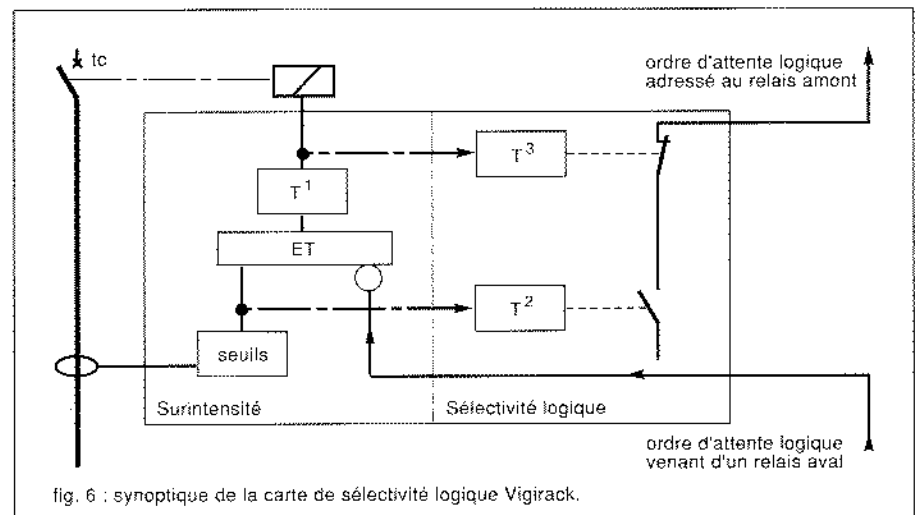 tc
ordre d'attente logique
adressé au relais amont
T³
T¹
ET
T²
seuils
Surintensité
Sélectivité logique
ordre d'attente logique
venant d'un relais aval
fig. 6 : synoptique de la carte de sélectivité logique Vigirack.